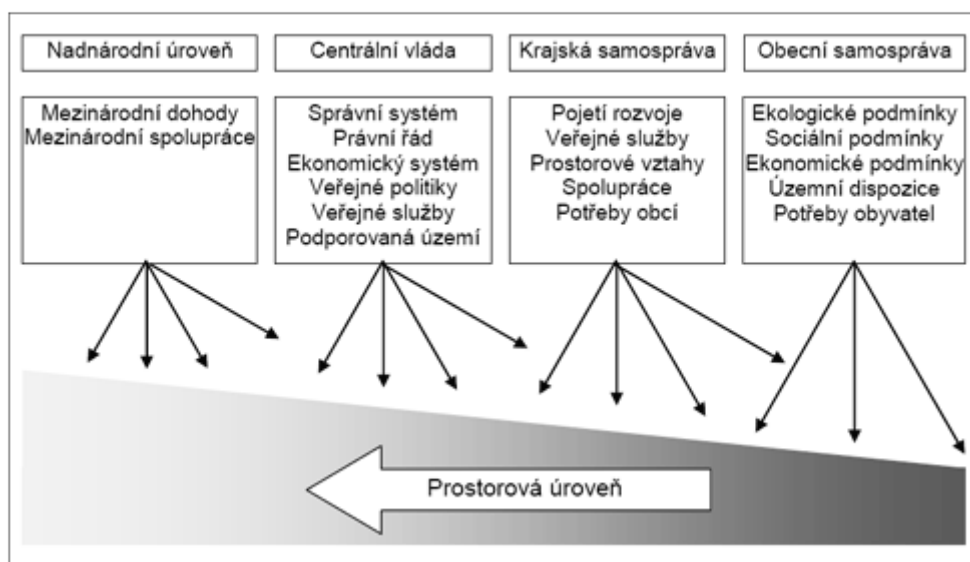 Nadnárodní úroveň
Centrální vláda
Krajská samospráva
Obecní samospráva
Mezinárodní dohody
Mezinárodní spolupráce
Správní systém
Právní řád
Ekonomický systém
Veřejné politiky
Veřejné služby
Podporovaná území
Pojetí rozvoje
Veřejné služby
Prostorové vztahy
Spolupráce
Potřeby obcí
Ekologické podmínky
Sociální podmínky
Ekonomické podmínky
Územní dispozice
Potřeby obyvatel
Prostorová úroveň